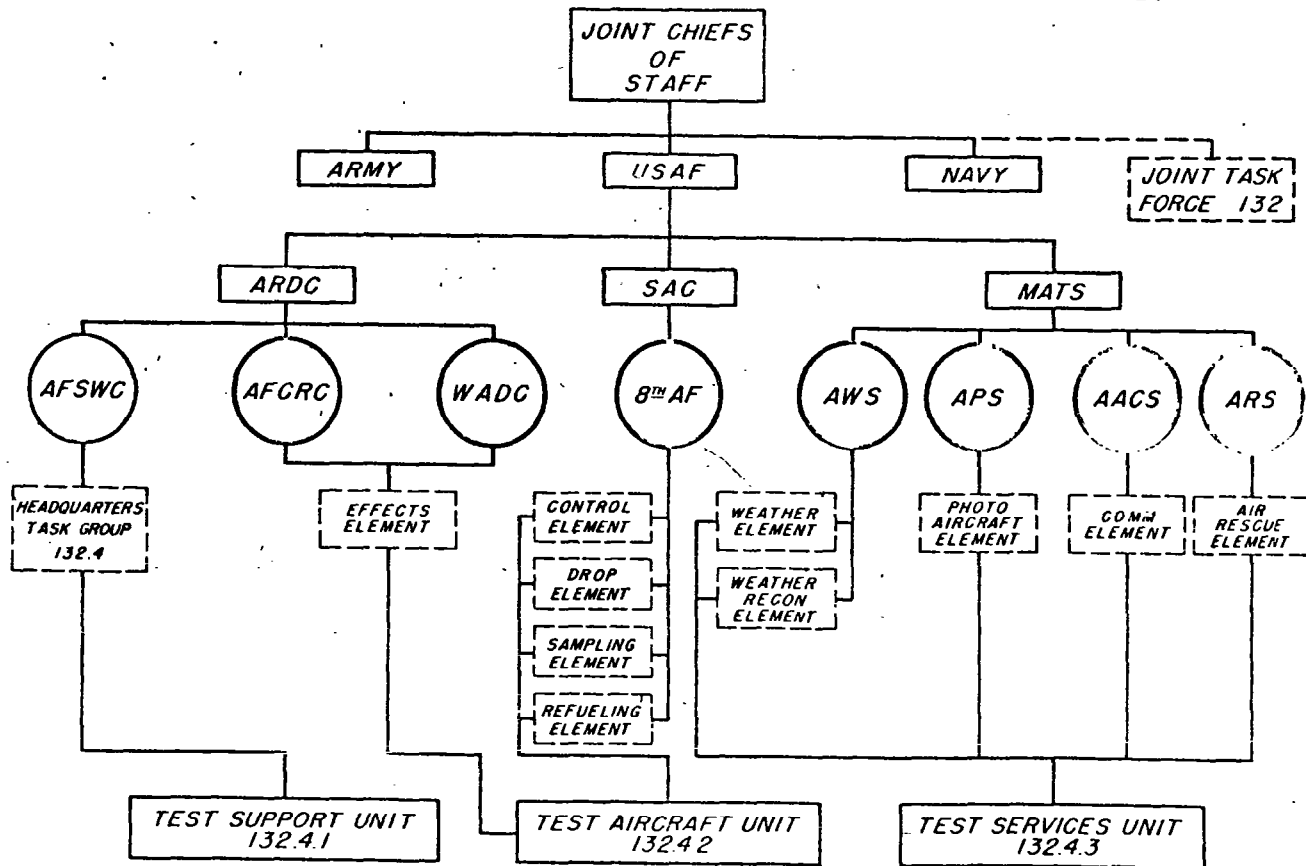 JOINT CHIEFS
OF
STAFF
ARMY
USAF
NAVY
JOINT TASK
FORCE 132
ARDC
SAC
MATS
AFSWC
AFCRC
WADC
8TH AF
AWS
APS
AACS
ARS
HEADQUARTERS
TASK GROUP
132.4
EFFECTS
ELEMENT
CONTROL
ELEMENT
DROP
ELEMENT
SAMPLING
ELEMENT
REFUELING
ELEMENT
WEATHER
ELEMENT
WEATHER
RECON
ELEMENT
PHOTO
AIRCRAFT
ELEMENT
COMM
ELEMENT
AIR
RESCUE
ELEMENT
TEST SUPPORT UNIT
132.4.1
TEST AIRCRAFT UNIT
132.4 2
TEST SERVICES UNIT
132.4.3